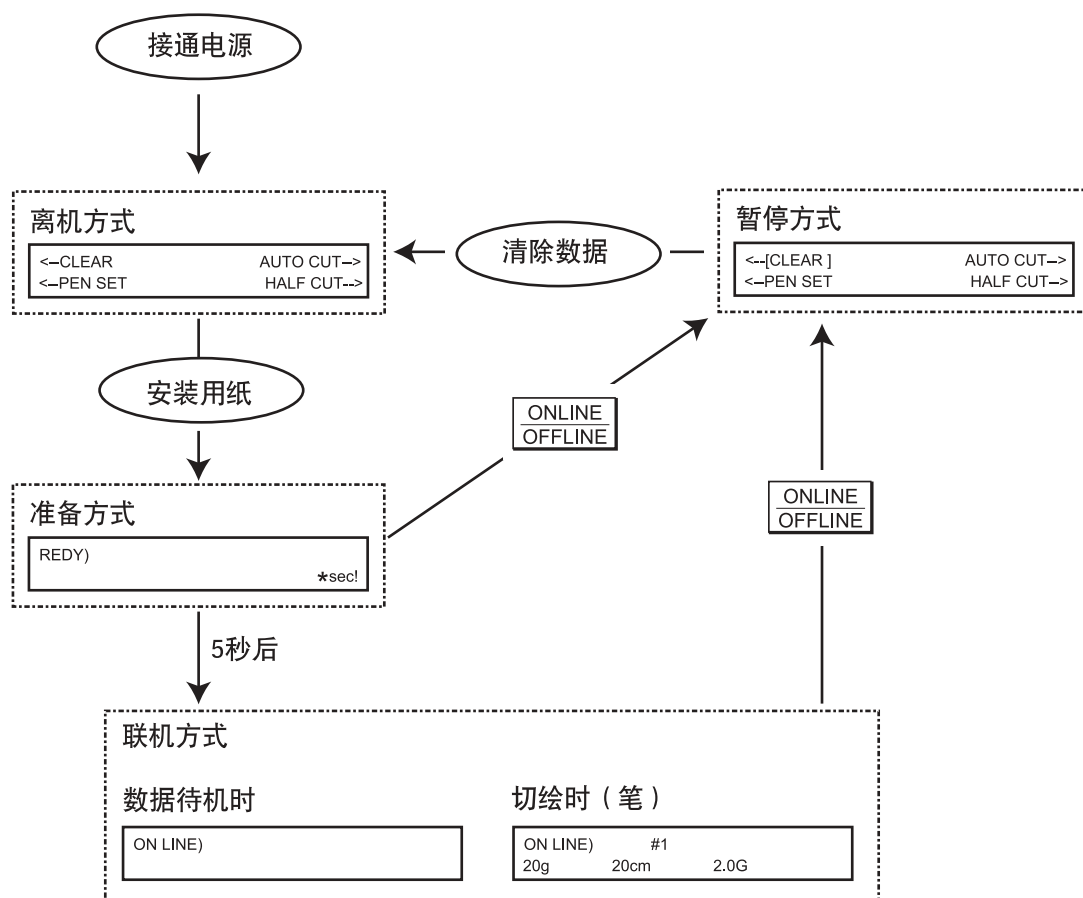 接通电源
离机方式
<–CLEAR AUTO CUT–>
<–PEN SET HALF CUT-->
清除数据
暂停方式
<--[CLEAR ] AUTO CUT–>
<–PEN SET HALF CUT–>
安装用纸
ONLINE
OFFLINE
准备方式
REDY)
*sec!
ONLINE
OFFLINE
5秒后
联机方式
数据待机时
ON LINE)
切绘时（笔）
ON LINE) #1
20g 20cm 2.0G